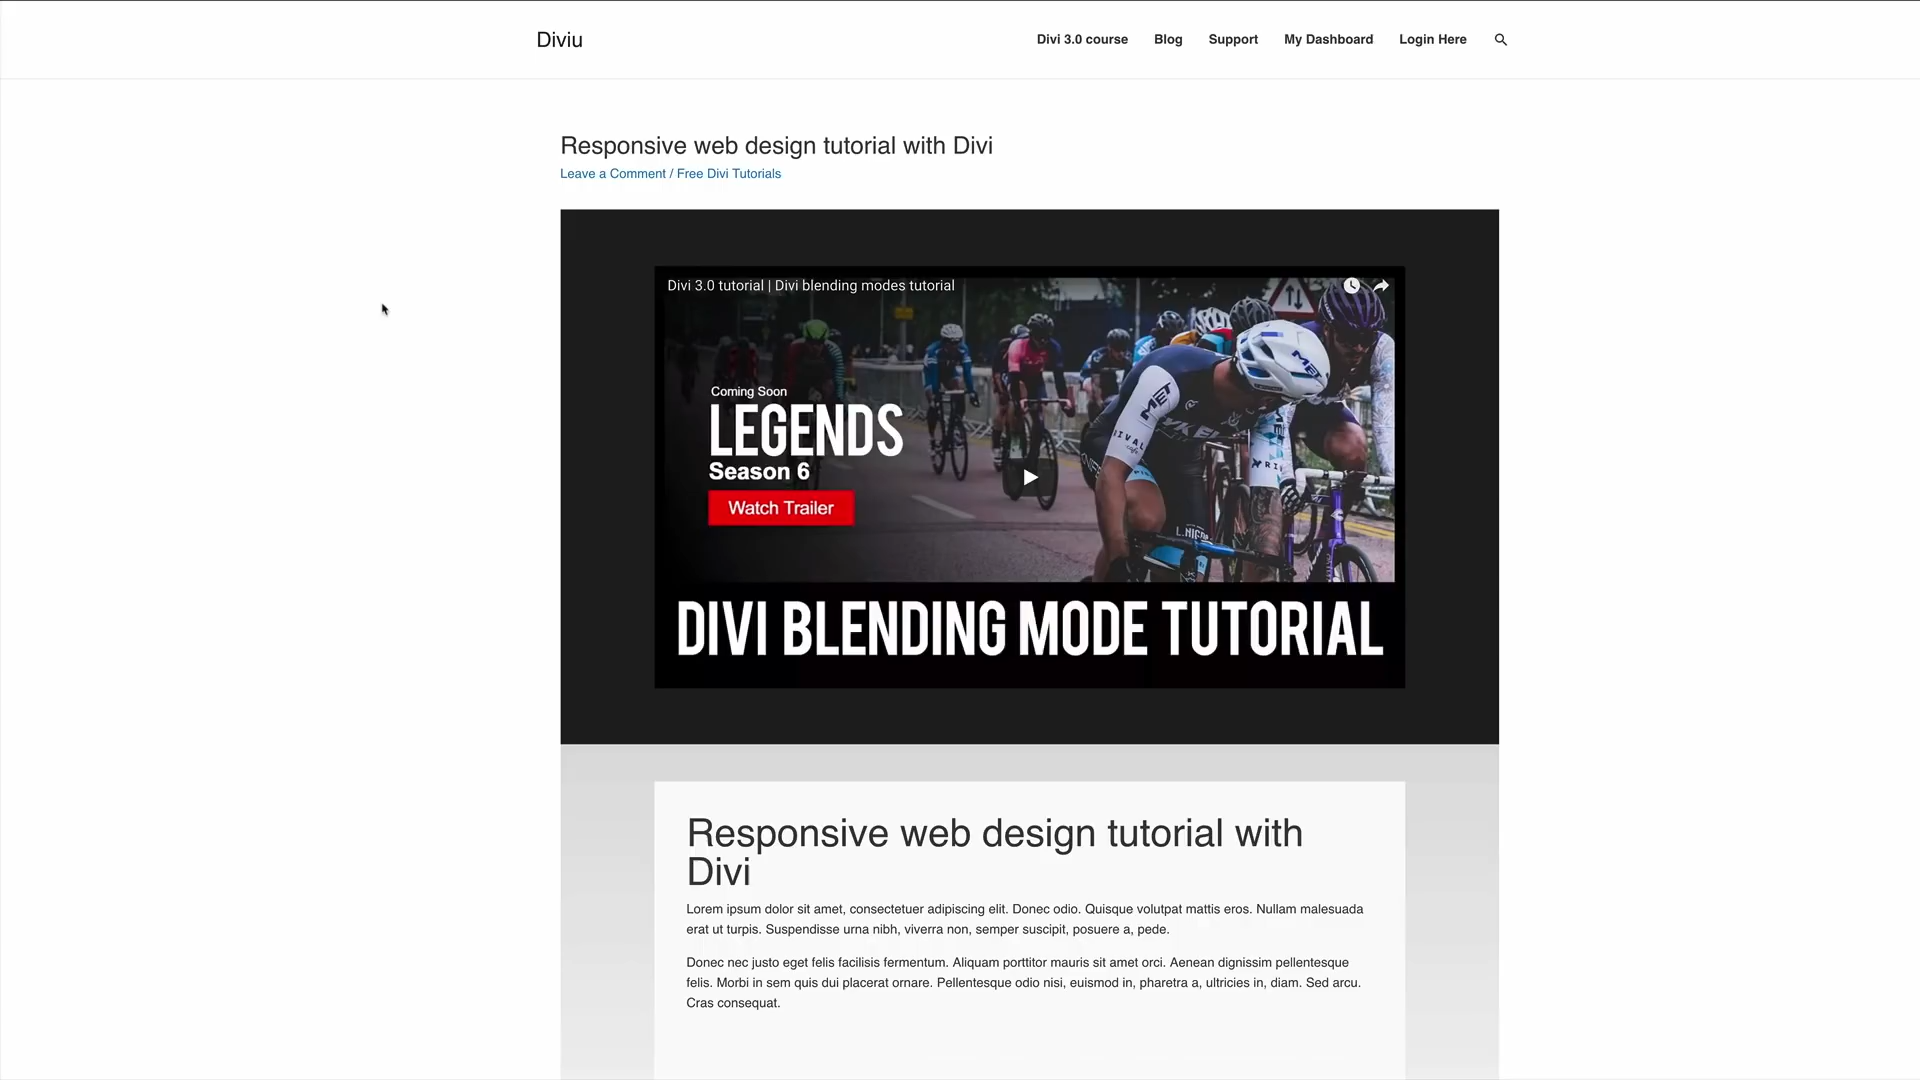 Diviu
Divi 3.0 course
Blog
Support
My Dashboard
Login Here
Responsive web design tutorial with Divi
Leave a Comment / Free Divi Tutorials
Divi 3.0 tutorial | Divi blending modes tutorial
Coming Soon
LEGENDS
Season 6
Watch Trailer
MET
L.NIGER
DIVI BLENDING MODE TUTORIAL
Responsive web design tutorial with
Divi
Lorem ipsum dolor sit amet, consectetuer adipiscing elit. Donec odio. Quisque volutpat mattis eros. Nullam malesuada
erat ut turpis. Suspendisse urna nibh, viverra non, semper suscipit, posuere a, pede.
Donec nec justo eget felis facilisis fermentum. Aliquam porttitor mauris sit amet orci. Aenean dignissim pellentesque
felis. Morbi in sem quis dui placerat ornare. Pellentesque odio nisi, euismod in, pharetra a, ultricies in, diam. Sed arcu.
Cras consequat.